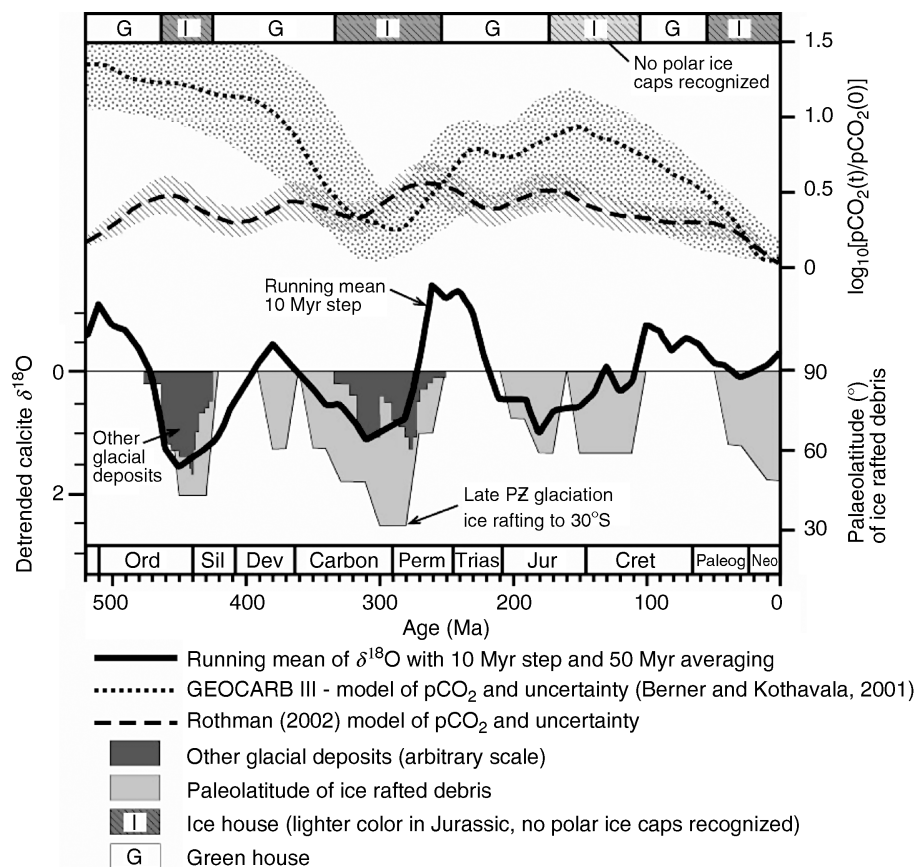 G I G I G I G I
1.5
No polar ice
caps recognized
1.0
0.5
0
log₁₀[pCO₂(t)/pCO₂(0)]
Running mean
10 Myr step
0
2
Detrended calcite δ¹⁸O
Other
glacial
deposits
90
60
30
Palaeolatitude (°)
of ice rafted debris
Late PƵ glaciation
ice rafting to 30°S
Ord Sil Dev Carbon Perm Trias Jur Cret Paleog Neo
500 400 300 200 100 0
Age (Ma)
Running mean of δ¹⁸O with 10 Myr step and 50 Myr averaging
GEOCARB III - model of pCO₂ and uncertainty (Berner and Kothavala, 2001)
Rothman (2002) model of pCO₂ and uncertainty
Other glacial deposits (arbitrary scale)
Paleolatitude of ice rafted debris
I Ice house (lighter color in Jurassic, no polar ice caps recognized)
G Green house